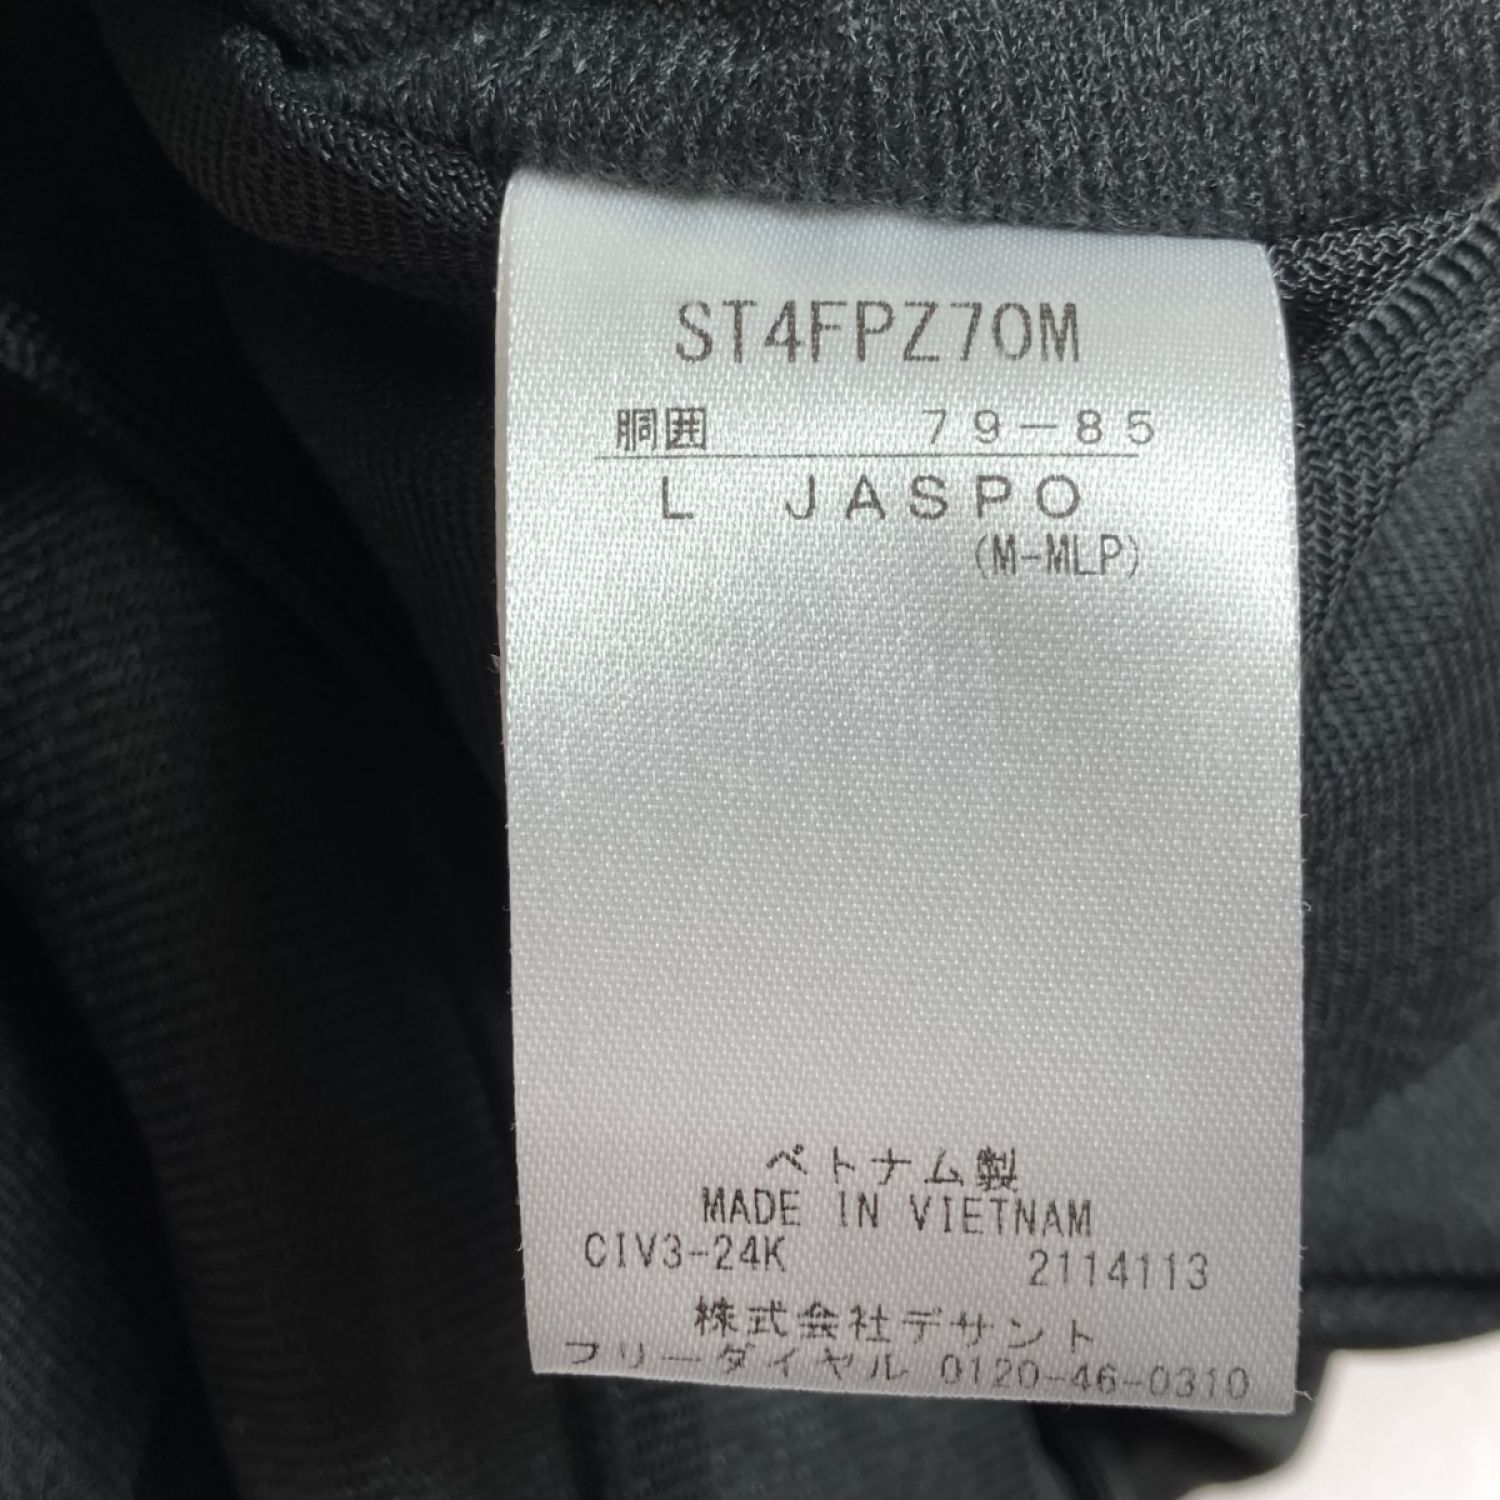 ST4FPZ70M
胴囲 79-85
L JASPO
(M-MLP)
ベトナム製
MADE IN VIETNAM
CIV3-24K 2114113
株式会社デサント
フリーダイヤル 0120-46-0310